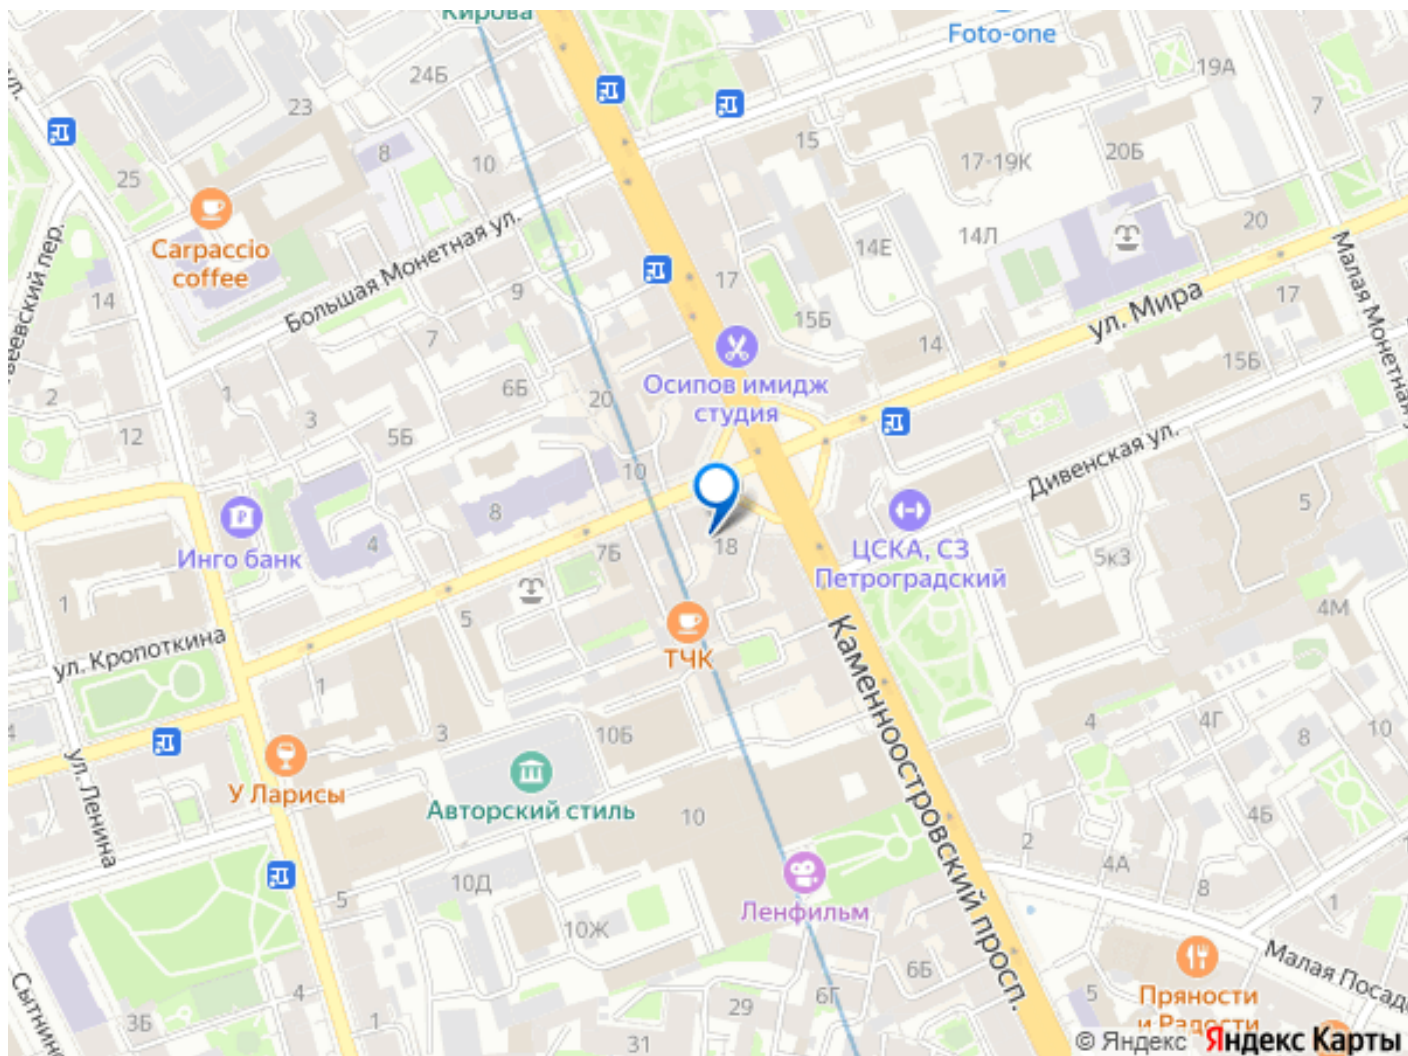 Кирова
Foto-one
24Б
19А
23
7
15
8
10
17-19К
20Б
25
20
Carpaccio
coffee
Большая Монетная ул.
14Е
14Л
Малая Монетная
17
14
9
17
ул. Мира
15Б
7
14
15Б
Осипов имидж
студия
1
6Б
20
2
3
12
5Б
10
Дивенская ул.
8
5
4
18
7Б
Инго банк
ЦСКА, СЗ
Петроградский
5к3
1
5
4М
ул. Кропоткина
ТЧК
1
Каменноостровский просп.
3
10Б
4
4Г
10
8
ул. Ленина
У Ларисы
Авторский стиль
10
4Б
2
4А
5
10Д
8
1
Ленфильм
10Ж
Малая
6Б
4
29
6Г
5
Пряности
и Радости
3Б
1
31
© Яндекс Яндекс Карты